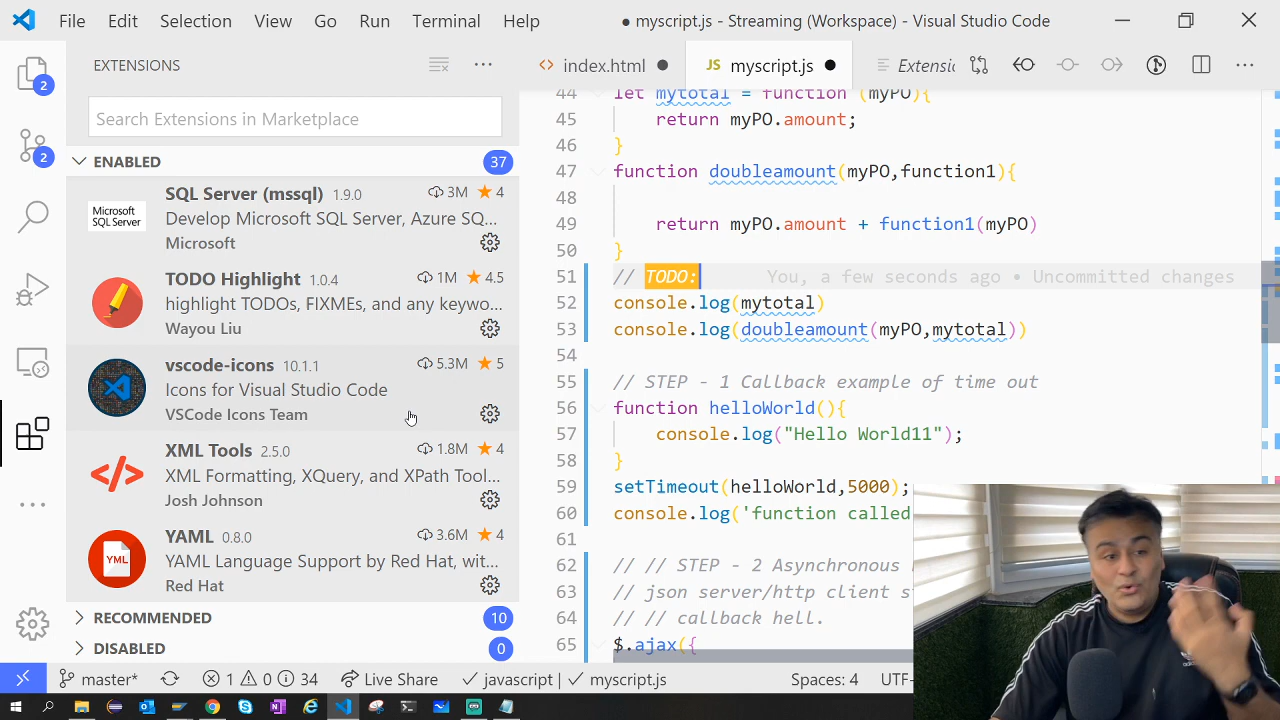 File Edit Selection View Go Run Terminal Help
● myscript.js - Streaming (Workspace) - Visual Studio Code
EXTENSIONS
Search Extensions in Marketplace
ENABLED 37
SQL Server (mssql) 1.9.0 3M 4
Develop Microsoft SQL Server, Azure SQ...
Microsoft
Microsoft
SQL Server
TODO Highlight 1.0.4 1M 4.5
highlight TODOs, FIXMEs, and any keywo...
Wayou Liu
vscode-icons 10.1.1 5.3M 5
Icons for Visual Studio Code
VSCode Icons Team
XML Tools 2.5.0 1.8M 4
XML Formatting, XQuery, and XPath Tool...
Josh Johnson
YAML 0.8.0 3.6M 4
YAML Language Support by Red Hat, wit...
Red Hat
YML
RECOMMENDED 10
DISABLED 0
2
2
<> index.html ● JS myscript.js ● Extensic
44 let mytotal = function (myPO){
45 return myPO.amount;
46 }
47 function doubleamount(myPO,function1){
48
49 return myPO.amount + function1(myPO)
50 }
51 // TODO: You, a few seconds ago • Uncommitted changes
52 console.log(mytotal)
53 console.log(doubleamount(myPO,mytotal))
54
55 // STEP - 1 Callback example of time out
56 function helloWorld(){
57 console.log("Hello World11");
58 }
59 setTimeout(helloWorld,5000);
60 console.log('function called
61
62 // // STEP - 2 Asynchronous
63 // json server/http client s
64 // // callback hell.
65 $.ajax({
master* 1 0 34 Live Share javascript | myscript.js Spaces: 4 UTF-
adidas